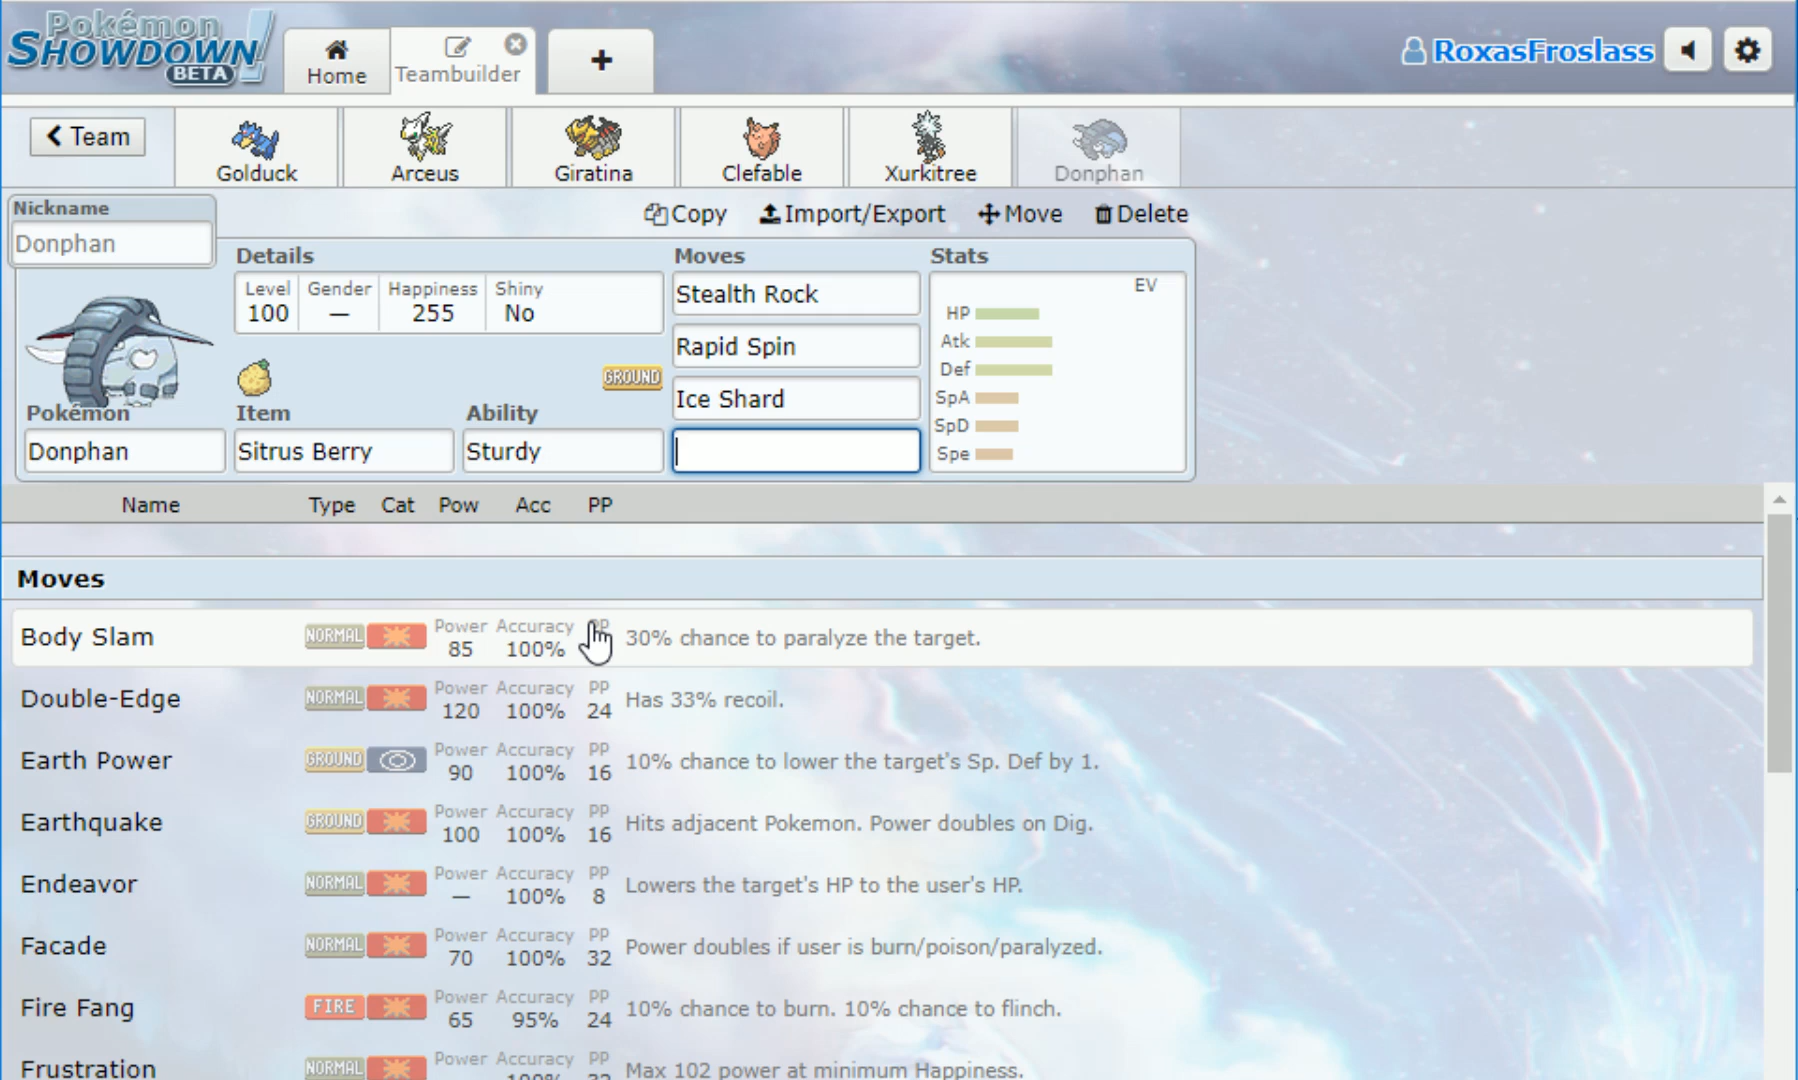 Pokémon
SHOWDOWN!
BETA
Home
Teambuilder
RoxasFroslass
Team
Golduck
Arceus
Giratina
Clefable
Xurkitree
Donphan
Nickname
Donphan
Copy
Import/Export
Move
Delete
Details
Moves
Stats
Level
Gender
Happiness
Shiny
100
—
255
No
EV
Stealth Rock
HP
Atk
Rapid Spin
Def
GROUND
Ice Shard
SpA
Pokémon
Item
Ability
SpD
Donphan
Sitrus Berry
Sturdy
Spe
Name Type Cat Pow Acc PP
Moves
Body Slam NORMAL Power 85 Accuracy 100% 30% chance to paralyze the target.
Double-Edge NORMAL Power 120 Accuracy 100% PP 24 Has 33% recoil.
Earth Power GROUND Power 90 Accuracy 100% PP 16 10% chance to lower the target's Sp. Def by 1.
Earthquake GROUND Power 100 Accuracy 100% PP 16 Hits adjacent Pokemon. Power doubles on Dig.
Endeavor NORMAL Power — Accuracy 100% PP 8 Lowers the target's HP to the user's HP.
Facade NORMAL Power 70 Accuracy 100% PP 32 Power doubles if user is burn/poison/paralyzed.
Fire Fang FIRE Power 65 Accuracy 95% PP 24 10% chance to burn. 10% chance to flinch.
Frustration NORMAL Power Accuracy 100% PP Max 102 power at minimum Happiness.